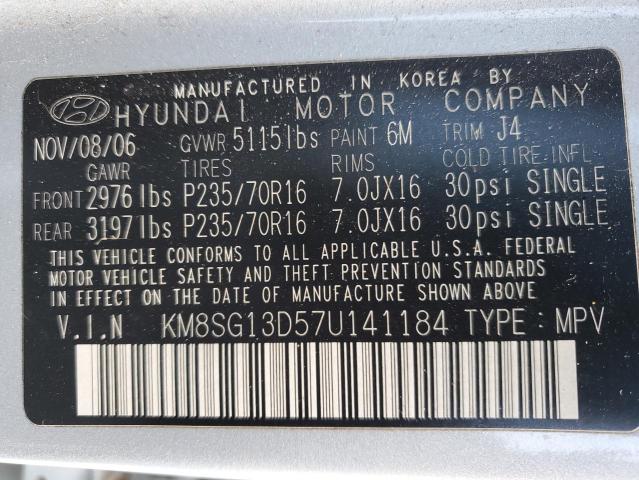 MANUFACTURED IN KOREA BY
HYUNDAI MOTOR COMPANY
NOV/08/06 GVWR 5115lbs PAINT 6M TRIM J4
GAWR TIRES RIMS COLD TIRE INFL.
FRONT 2976lbs P235/70R16 7.0JX16 30psi SINGLE
REAR 3197lbs P235/70R16 7.0JX16 30psi SINGLE
THIS VEHICLE CONFORMS TO ALL APPLICABLE U.S.A. FEDERAL
MOTOR VEHICLE SAFETY AND THEFT PREVENTION STANDARDS
IN EFFECT ON THE DATE OF MANUFACTURE SHOWN ABOVE
V.I.N KM8SG13D57U141184 TYPE : MPV